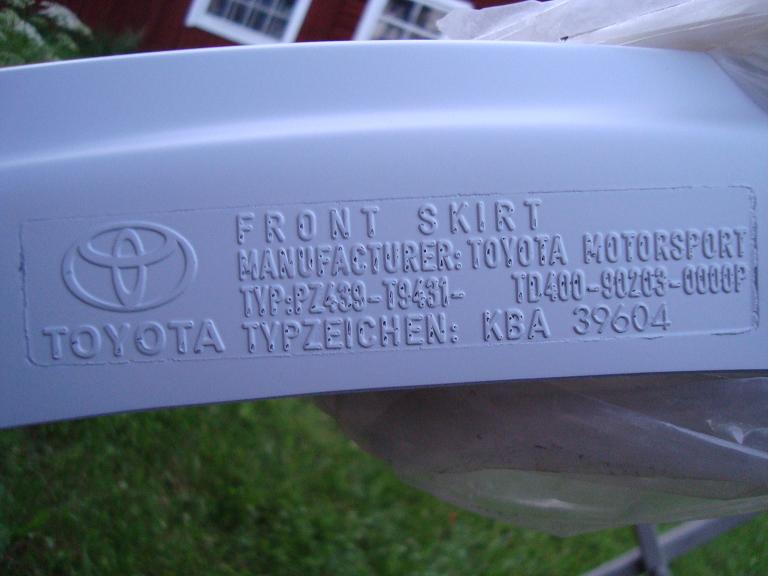 FRONT SKIRT
MANUFACTURER: TOYOTA MOTORSPORT
TYP:PZ439-T9431- TD400-90203-0000P
TOYOTA TYPZEICHEN: KBA 39604